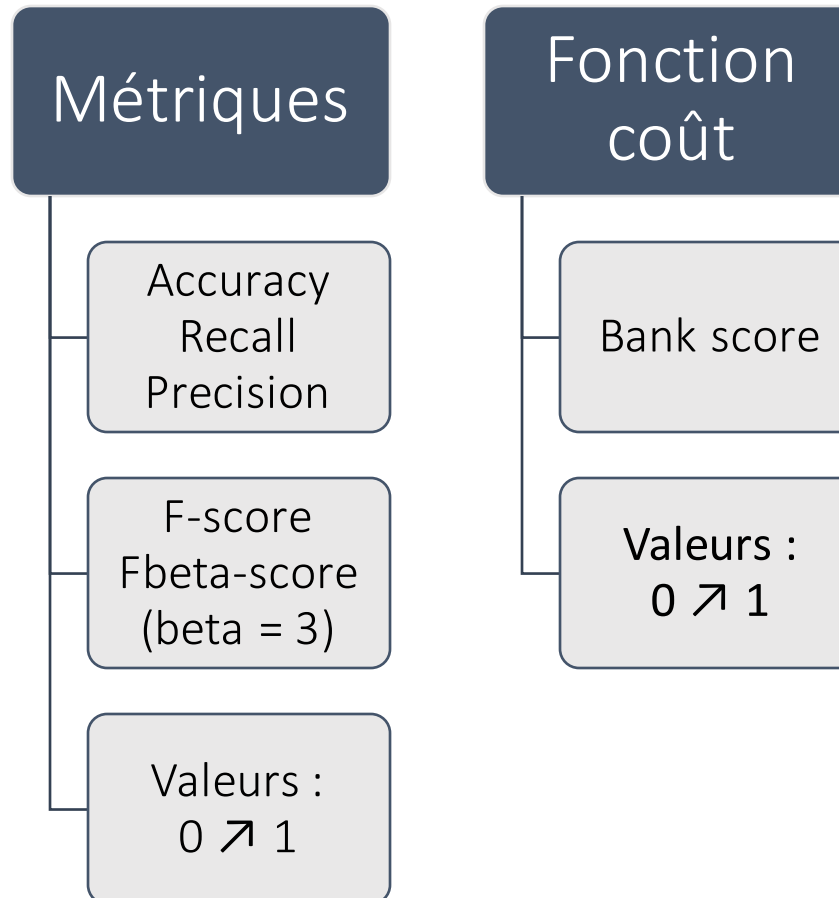 Métriques
Accuracy
Recall
Precision
F-score
Fbeta-score
(beta = 3)
Valeurs :
0 ↗ 1
Fonction
coût
Bank score
Valeurs :
0 ↗ 1